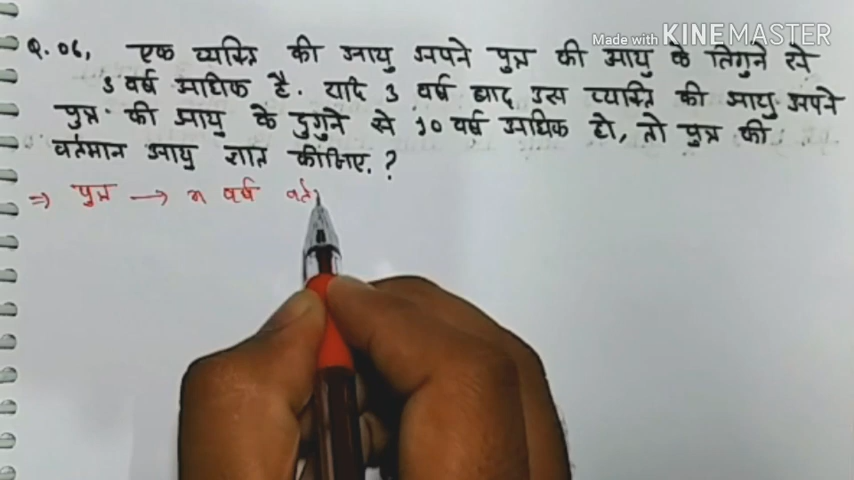 Made with KINEMASTER
Q. 06, एक व्यक्ति की आयु अपने पुत्र की आयु के तिगुने से
3 वर्ष अधिक है. यदि 3 वर्ष बाद उस व्यक्ति की आयु अपने
पुत्र की आयु के दुगुने से 10 वर्ष अधिक हो, तो पुत्र की
वर्तमान आयु ज्ञात कीजिए. ?
⇒ पुत्र → x वर्ष वर्त